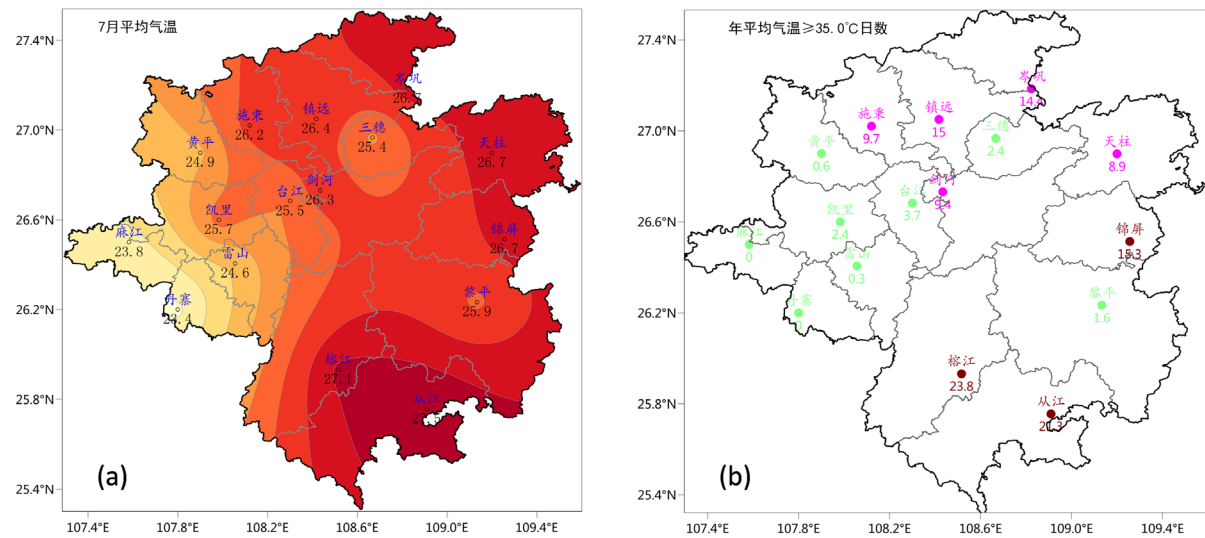 7月平均气温
27.4°N
27.0°N
26.6°N
26.2°N
25.8°N
25.4°N
107.4°E
107.8°E
108.2°E
108.6°E
109.0°E
109.4°E
岑巩
26.7
施秉
26.2
镇远
26.4
三穗
25.4
天柱
26.7
黄平
24.9
剑河
26.3
台江
25.5
凯里
25.7
锦屏
26.7
麻江
23.8
雷山
24.6
丹寨
23.4
黎平
25.9
榕江
27.1
从江
(a)
年平均气温≥35.0℃日数
27.4°N
27.0°N
26.6°N
26.2°N
25.8°N
25.4°N
107.4°E
107.8°E
108.2°E
108.6°E
109.0°E
109.4°E
岑巩
施秉
9.7
镇远
15
三穗
2.4
天柱
8.9
黄平
0.6
剑河
9.4
台江
3.7
凯里
2.4
锦屏
15.3
麻江
0
雷山
0.3
丹寨
0
黎平
1.6
榕江
23.8
从江
21.3
(b)